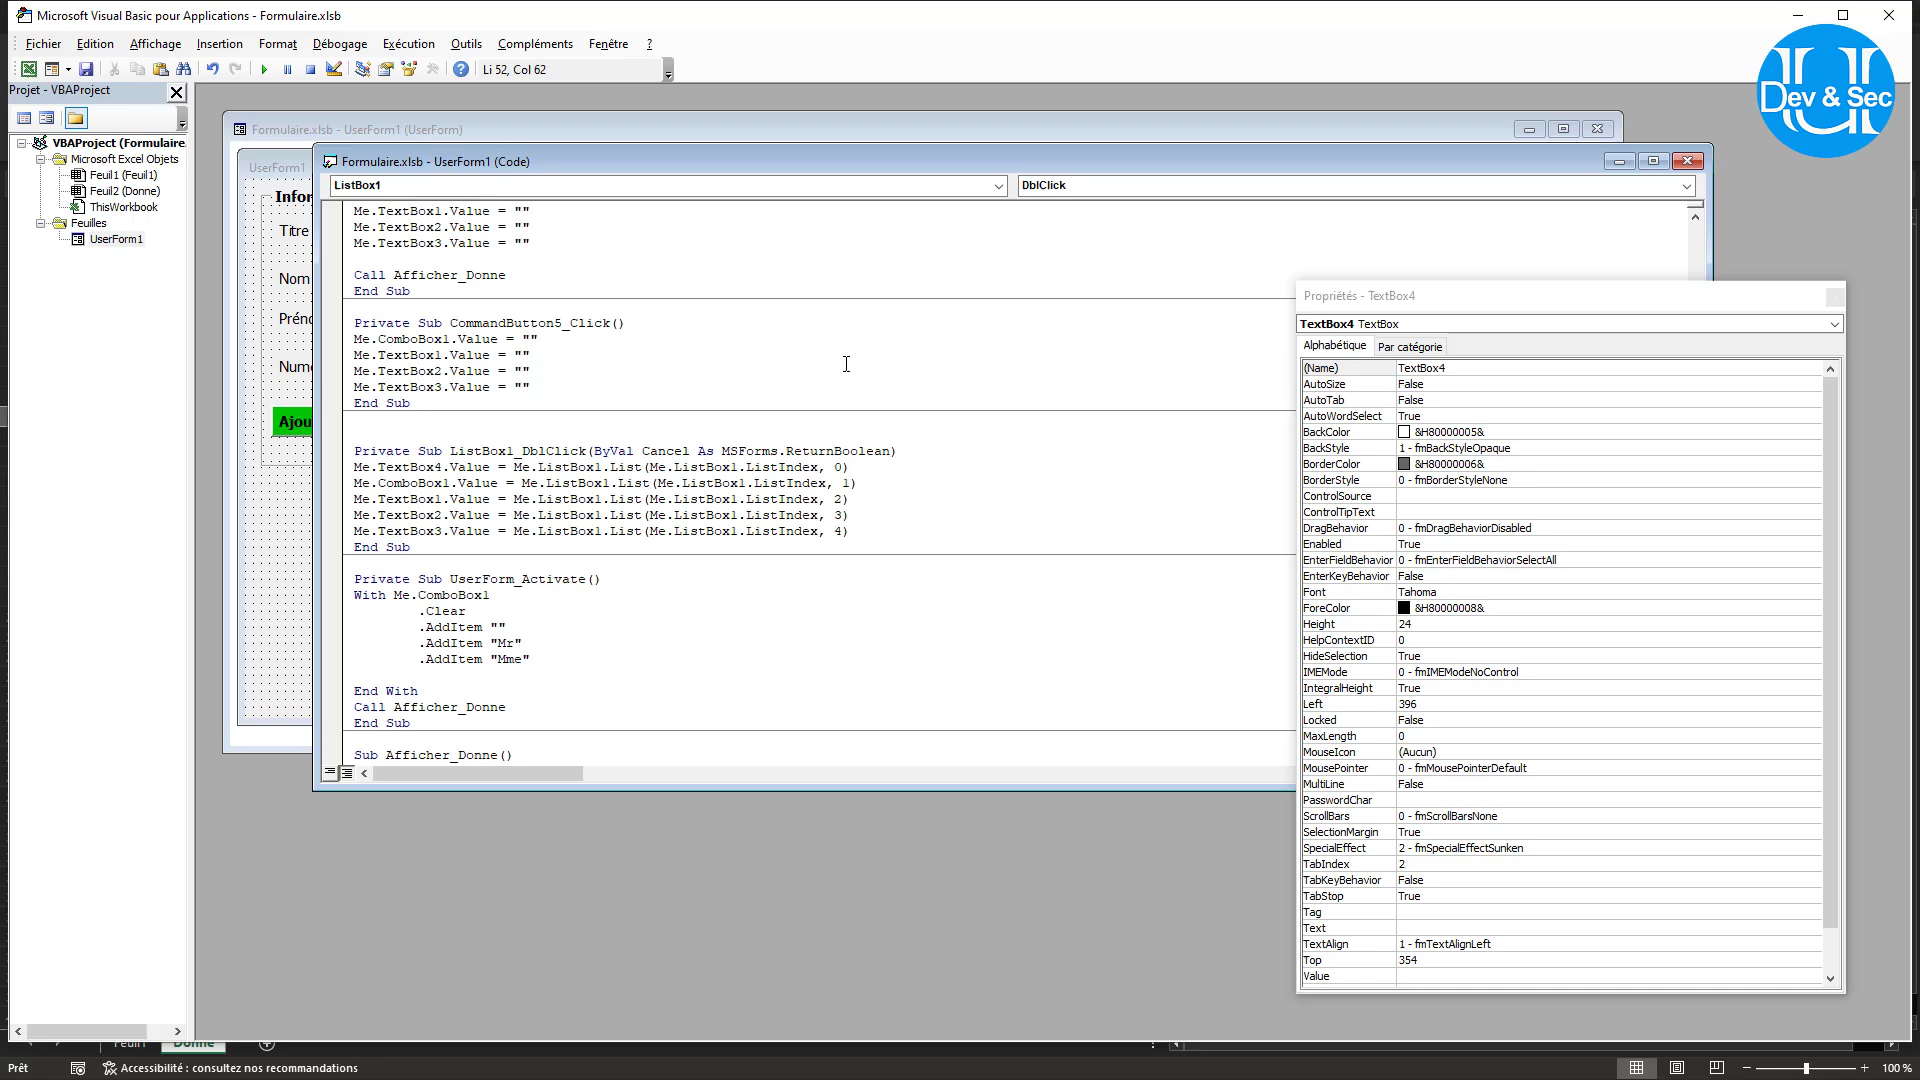 Microsoft Visual Basic pour Applications - Formulaire.xlsb
Fichier Edition Affichage Insertion Format Débogage Exécution Outils Compléments Fenêtre ?
Li 52, Col 62
Dev & Sec
Projet - VBAProject
VBAProject (Formulaire.
Microsoft Excel Objets
Feuil1 (Feuil1)
Feuil2 (Donne)
ThisWorkbook
Feuilles
UserForm1
Formulaire.xlsb - UserForm1 (UserForm)
UserForm1
Infor
Titre
Nom
Préno
Numé
Ajou
Formulaire.xlsb - UserForm1 (Code)
ListBox1 DblClick
Me.TextBox1.Value = ""
Me.TextBox2.Value = ""
Me.TextBox3.Value = ""
Call Afficher_Donne
End Sub
Private Sub CommandButton5_Click()
Me.ComboBox1.Value = ""
Me.TextBox1.Value = ""
Me.TextBox2.Value = ""
Me.TextBox3.Value = ""
End Sub
Private Sub ListBox1_DblClick(ByVal Cancel As MSForms.ReturnBoolean)
Me.TextBox4.Value = Me.ListBox1.List(Me.ListBox1.ListIndex, 0)
Me.ComboBox1.Value = Me.ListBox1.List(Me.ListBox1.ListIndex, 1)
Me.TextBox1.Value = Me.ListBox1.List(Me.ListBox1.ListIndex, 2)
Me.TextBox2.Value = Me.ListBox1.List(Me.ListBox1.ListIndex, 3)
Me.TextBox3.Value = Me.ListBox1.List(Me.ListBox1.ListIndex, 4)
End Sub
Private Sub UserForm_Activate()
With Me.ComboBox1
.Clear
.AddItem ""
.AddItem "Mr"
.AddItem "Mme"
End With
Call Afficher_Donne
End Sub
Sub Afficher_Donne()
Propriétés - TextBox4
TextBox4 TextBox
Alphabétique Par catégorie
(Name) TextBox4
AutoSize False
AutoTab False
AutoWordSelect True
BackColor &H80000005&
BackStyle 1 - fmBackStyleOpaque
BorderColor &H80000006&
BorderStyle 0 - fmBorderStyleNone
ControlSource
ControlTipText
DragBehavior 0 - fmDragBehaviorDisabled
Enabled True
EnterFieldBehavior 0 - fmEnterFieldBehaviorSelectAll
EnterKeyBehavior False
Font Tahoma
ForeColor &H80000008&
Height 24
HelpContextID 0
HideSelection True
IMEMode 0 - fmIMEModeNoControl
IntegralHeight True
Left 396
Locked False
MaxLength 0
MouseIcon (Aucun)
MousePointer 0 - fmMousePointerDefault
MultiLine False
PasswordChar
ScrollBars 0 - fmScrollBarsNone
SelectionMargin True
SpecialEffect 2 - fmSpecialEffectSunken
TabIndex 2
TabKeyBehavior False
TabStop True
Tag
Text
TextAlign 1 - fmTextAlignLeft
Top 354
Value
Feuil1 Donne
Prêt Accessibilité : consultez nos recommandations 100 %